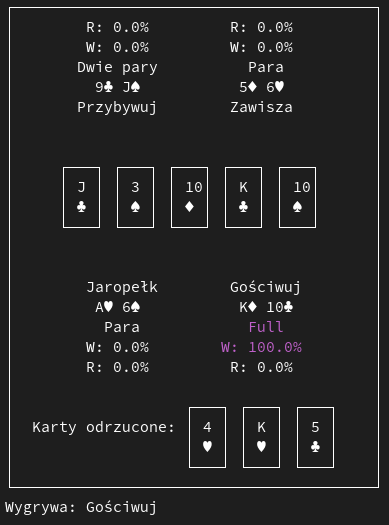 R: 0.0% R: 0.0%
W: 0.0% W: 0.0%
Dwie pary Para
9♣ J♠ 5♦ 6♥
Przybywuj Zawisza
J 3 10 K 10
♣ ♠ ♦ ♣ ♠
Jaropełk Gościwuj
A♥ 6♠ K♦ 10♣
Para Full
W: 0.0% W: 100.0%
R: 0.0% R: 0.0%
Karty odrzucone: 4 K 5
♥ ♥ ♣
Wygrywa: Gościwuj